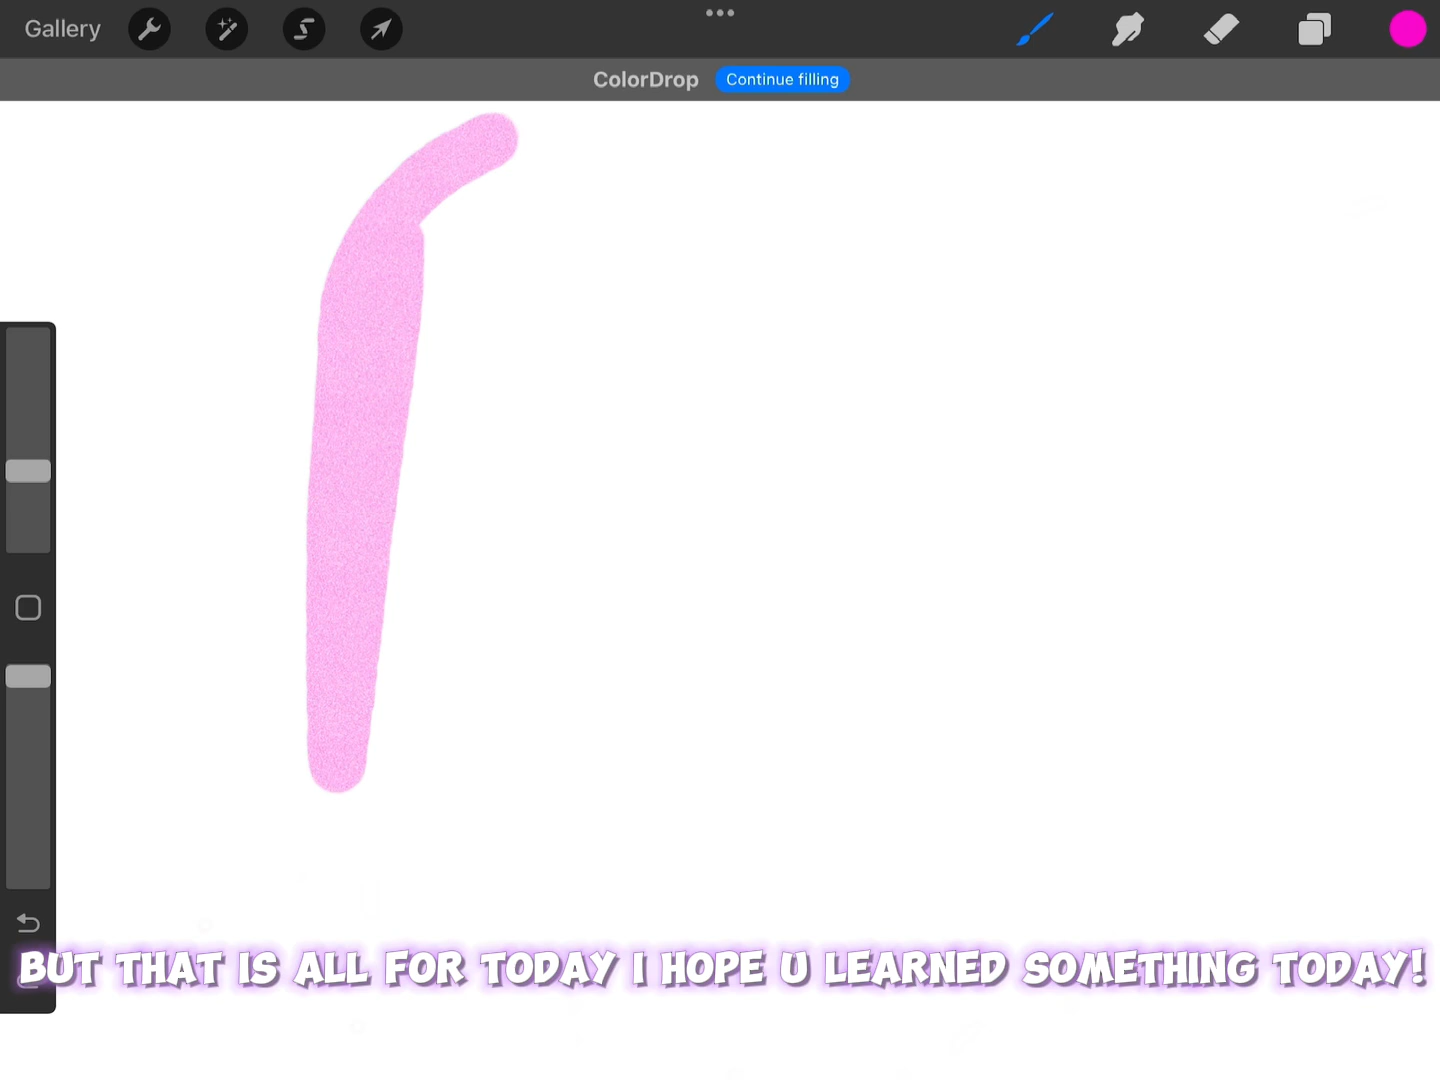 Gallery
ColorDrop Continue filling
BUT THAT IS ALL FOR TODAY I HOPE U LEARNED SOMETHING TODAY!